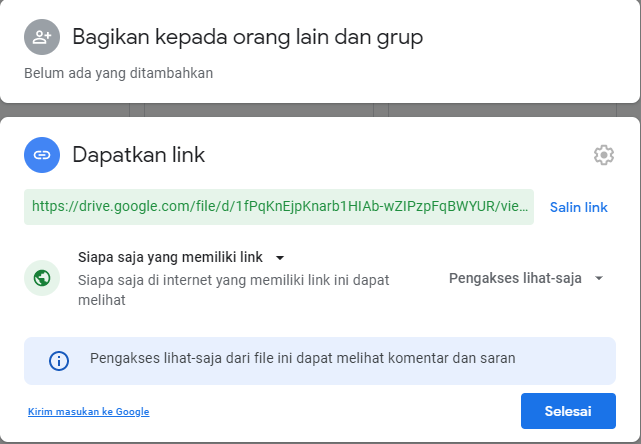 Bagikan kepada orang lain dan grup
Belum ada yang ditambahkan
Dapatkan link
https://drive.google.com/file/d/1fPqKnEjpKnarb1HIAb-wZIPzpFqBWYUR/vie...
Salin link
Siapa saja yang memiliki link
Siapa saja di internet yang memiliki link ini dapat
melihat
Pengakses lihat-saja
Pengakses lihat-saja dari file ini dapat melihat komentar dan saran
Kirim masukan ke Google
Selesai